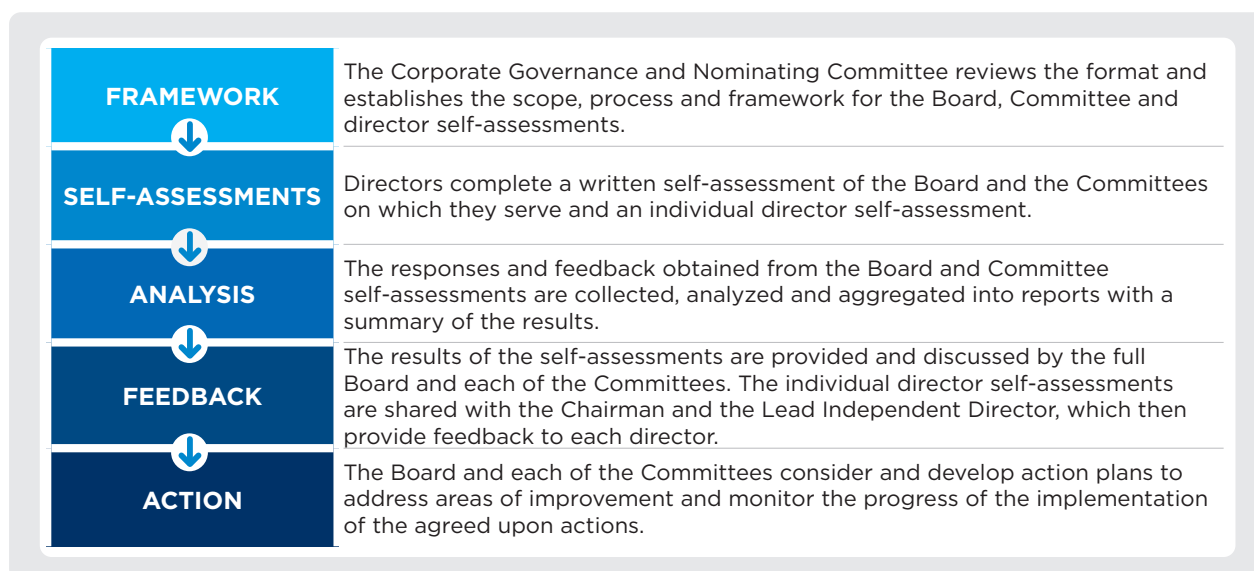 FRAMEWORK
The Corporate Governance and Nominating Committee reviews the format and
establishes the scope, process and framework for the Board, Committee and
director self-assessments.
SELF-ASSESSMENTS
Directors complete a written self-assessment of the Board and the Committees
on which they serve and an individual director self-assessment.
ANALYSIS
The responses and feedback obtained from the Board and Committee
self-assessments are collected, analyzed and aggregated into reports with a
summary of the results.
FEEDBACK
The results of the self-assessments are provided and discussed by the full
Board and each of the Committees. The individual director self-assessments
are shared with the Chairman and the Lead Independent Director, which then
provide feedback to each director.
ACTION
The Board and each of the Committees consider and develop action plans to
address areas of improvement and monitor the progress of the implementation
of the agreed upon actions.